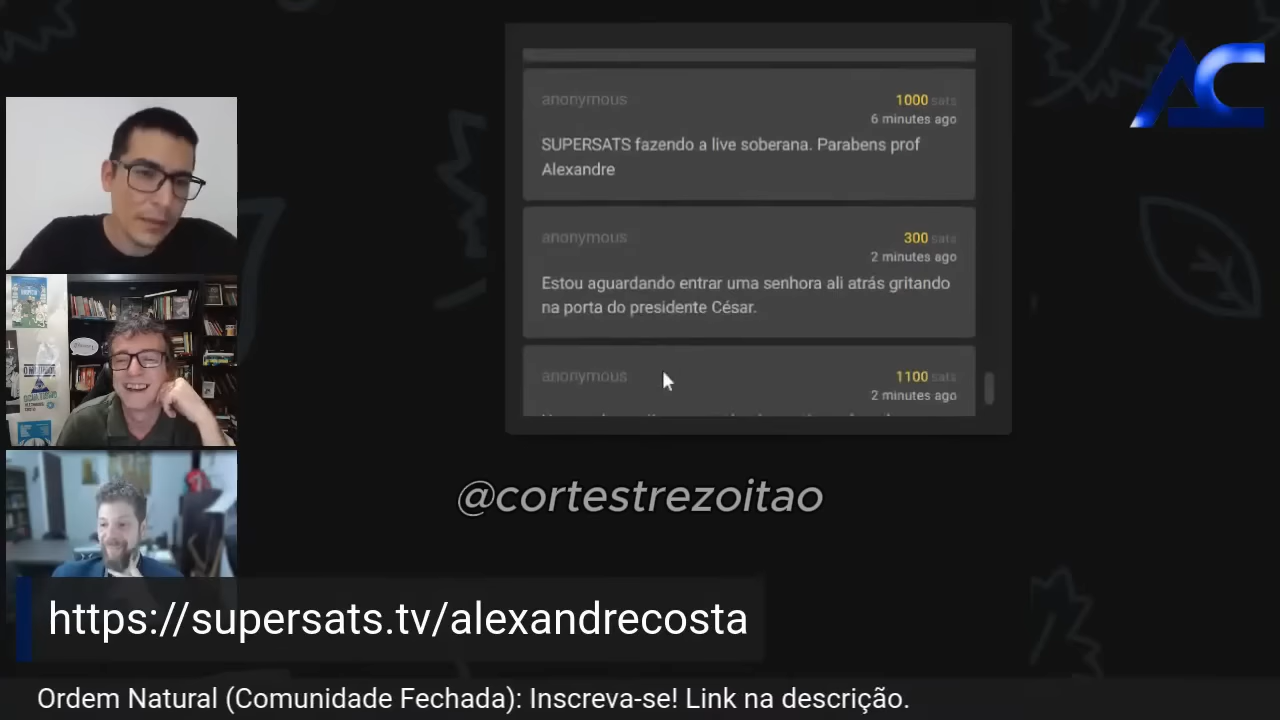 anonymous
1000 sats
6 minutes ago
SUPERSATS fazendo a live soberana. Parabens prof
Alexandre
anonymous
300 sats
2 minutes ago
Estou aguardando entrar uma senhora ali atrás gritando
na porta do presidente César.
anonymous
1100 sats
2 minutes ago
AC
@cortestrezoitao
https://supersats.tv/alexandrecosta
Ordem Natural (Comunidade Fechada): Inscreva-se! Link na descrição.